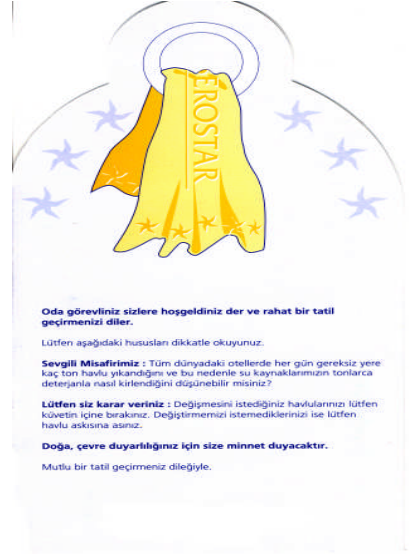 EROSTAR
Oda görevliniz sizlere hoşgeldiniz der ve rahat bir tatil
geçirmenizi diler.
Lütfen aşağıdaki hususları dikkatle okuyunuz.
Sevgili Misafirimiz : Tüm dünyadaki otellerde her gün gereksiz yere
kaç ton havlu yıkandığını ve bu nedenle su kaynaklarımızın tonlarca
deterjanla nasıl kirlendiğini düşünebilir misiniz?
Lütfen siz karar veriniz : Değişmesini istediğiniz havlularınızı lütfen
küvetin içine bırakınız. Değiştirmemizi istemediklerinizi ise lütfen
havlu askısına asınız.
Doğa, çevre duyarlılığınız için size minnet duyacaktır.
Mutlu bir tatil geçirmeniz dileğiyle.